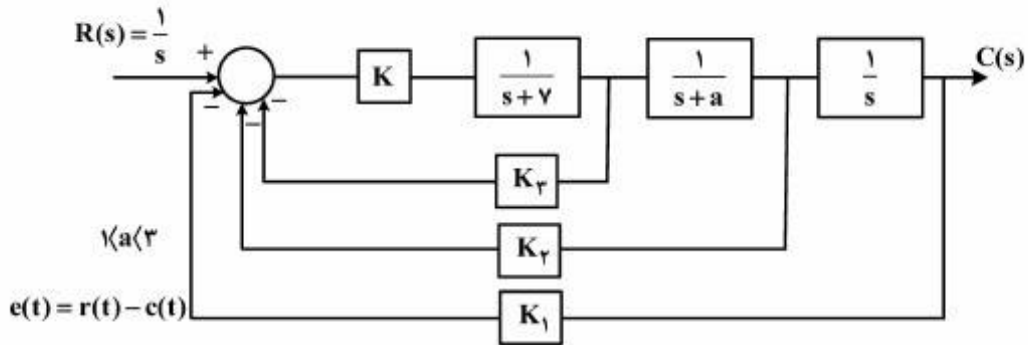 R(s) = ۱/s
+
−
−
−
K
۱/(s + ۷)
۱/(s + a)
۱/s
C(s)
K۳
K۲
۱⟨a⟨۳
e(t) = r(t) − c(t)
K۱